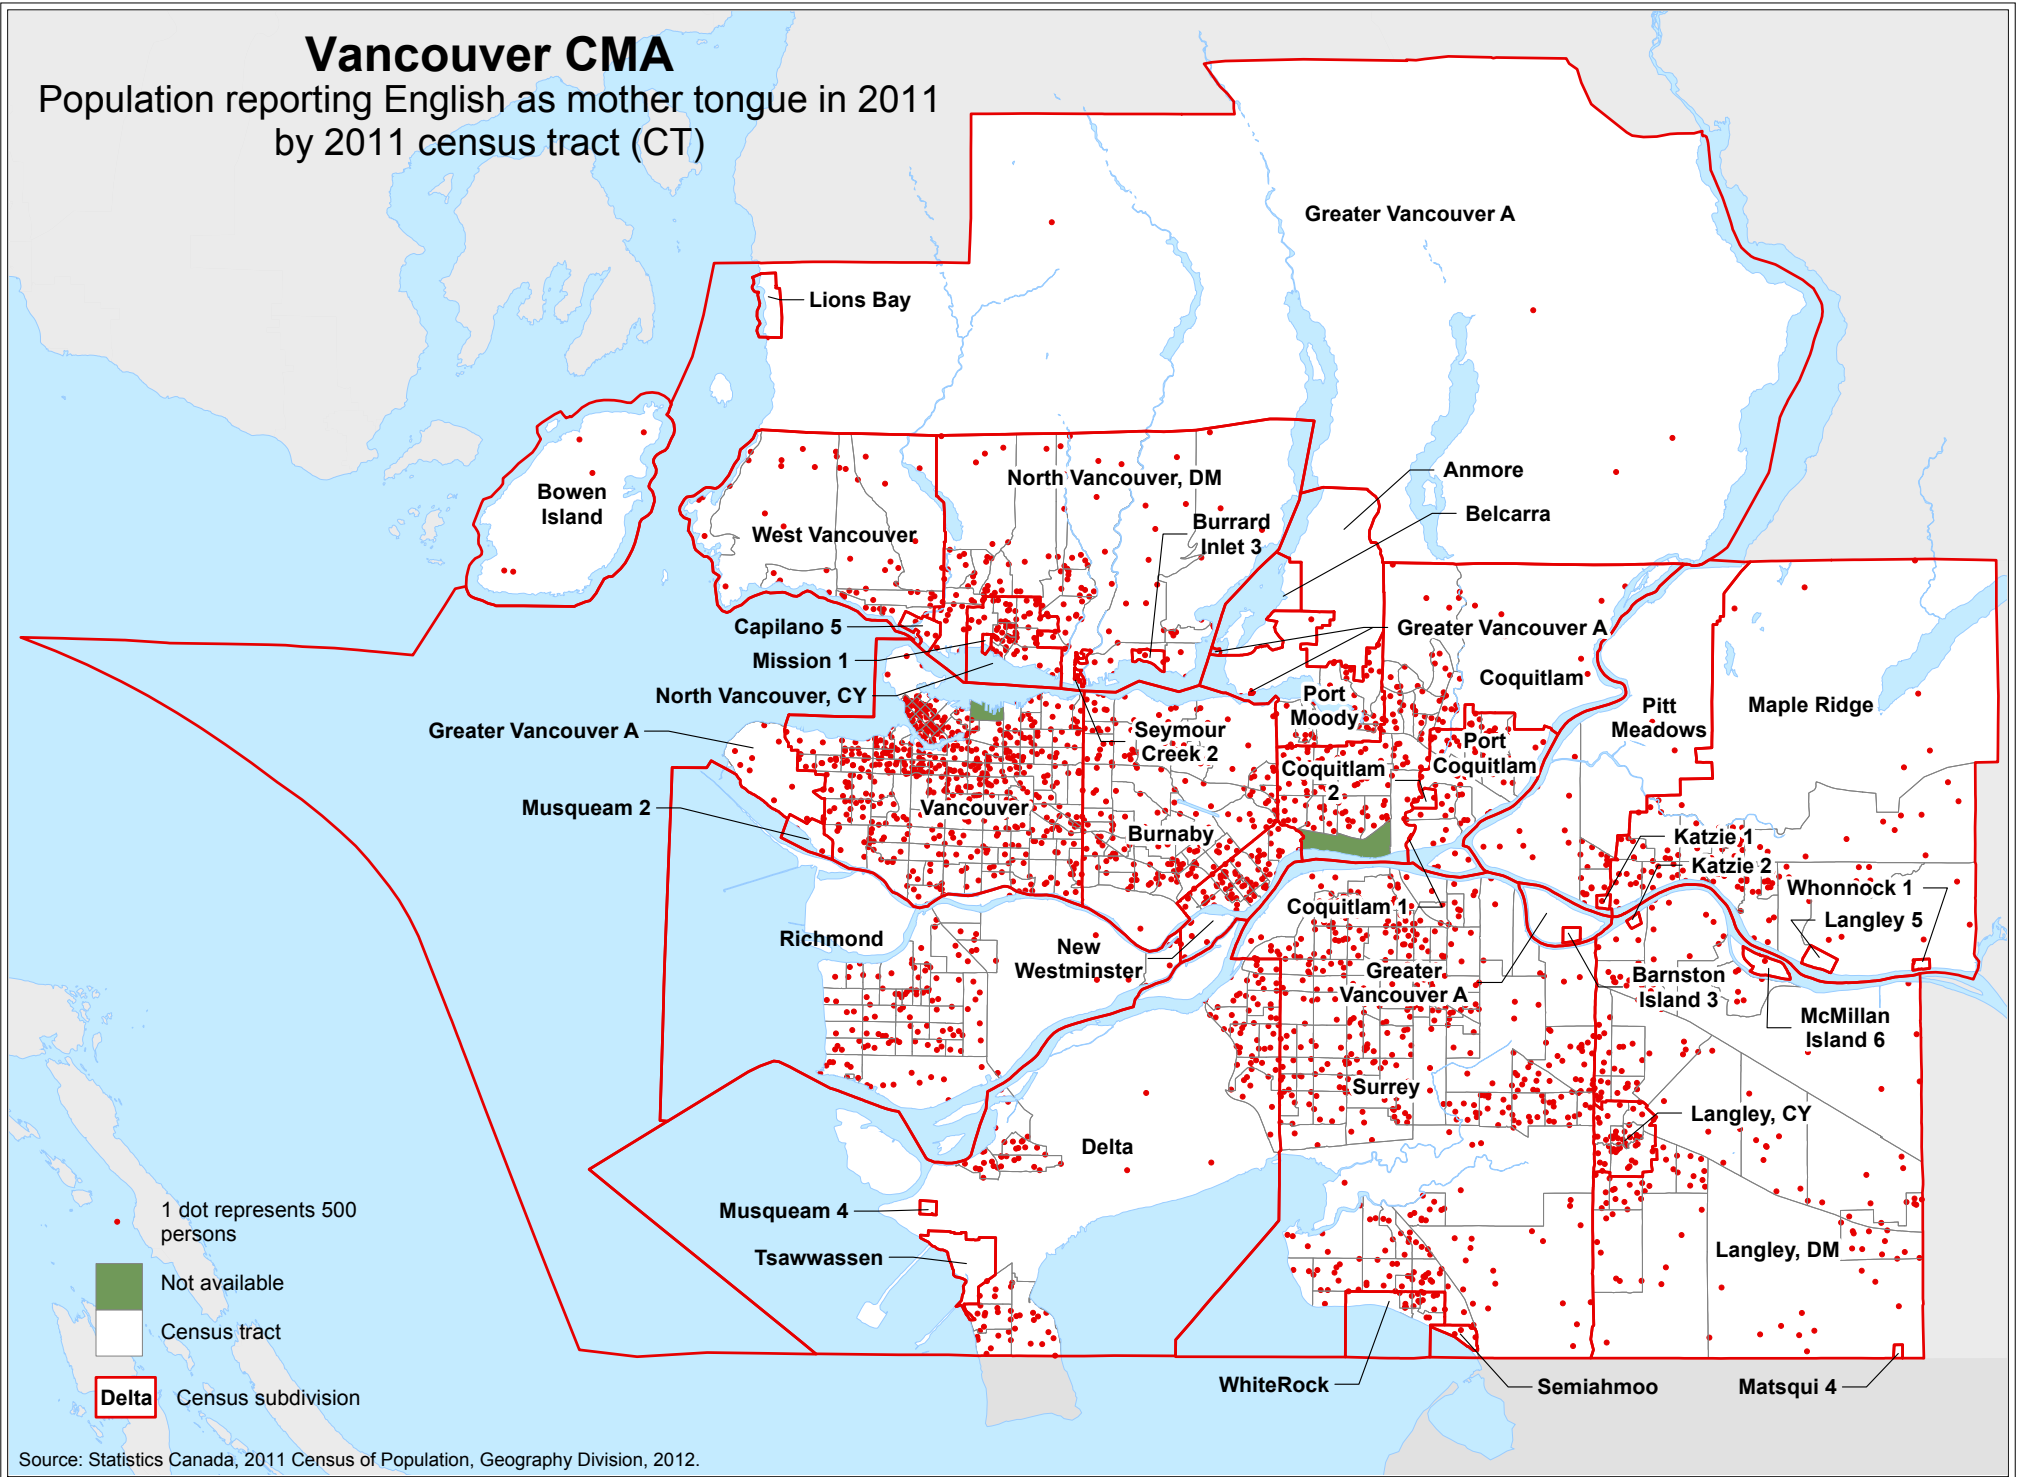 Vancouver CMA
Population reporting English as mother tongue in 2011
by 2011 census tract (CT)
Greater Vancouver A
Lions Bay
Anmore
North Vancouver, DM
Bowen
Island
Belcarra
Burrard
Inlet 3
West Vancouver
Capilano 5
Greater Vancouver A
Mission 1
Coquitlam
North Vancouver, CY
Port
Moody
Pitt
Meadows
Maple Ridge
Greater Vancouver A
Seymour
Creek 2
Port
Coquitlam
Coquitlam
2
Musqueam 2
Vancouver
Burnaby
Katzie 1
Katzie 2
Whonnock 1
Coquitlam 1
Langley 5
Richmond
New
Westminster
Greater
Vancouver A
Barnston
Island 3
McMillan
Island 6
Surrey
Langley, CY
Delta
Musqueam 4
Tsawwassen
Langley, DM
WhiteRock
Semiahmoo
Matsqui 4
1 dot represents 500
persons
Not available
Census tract
Delta Census subdivision
Source: Statistics Canada, 2011 Census of Population, Geography Division, 2012.